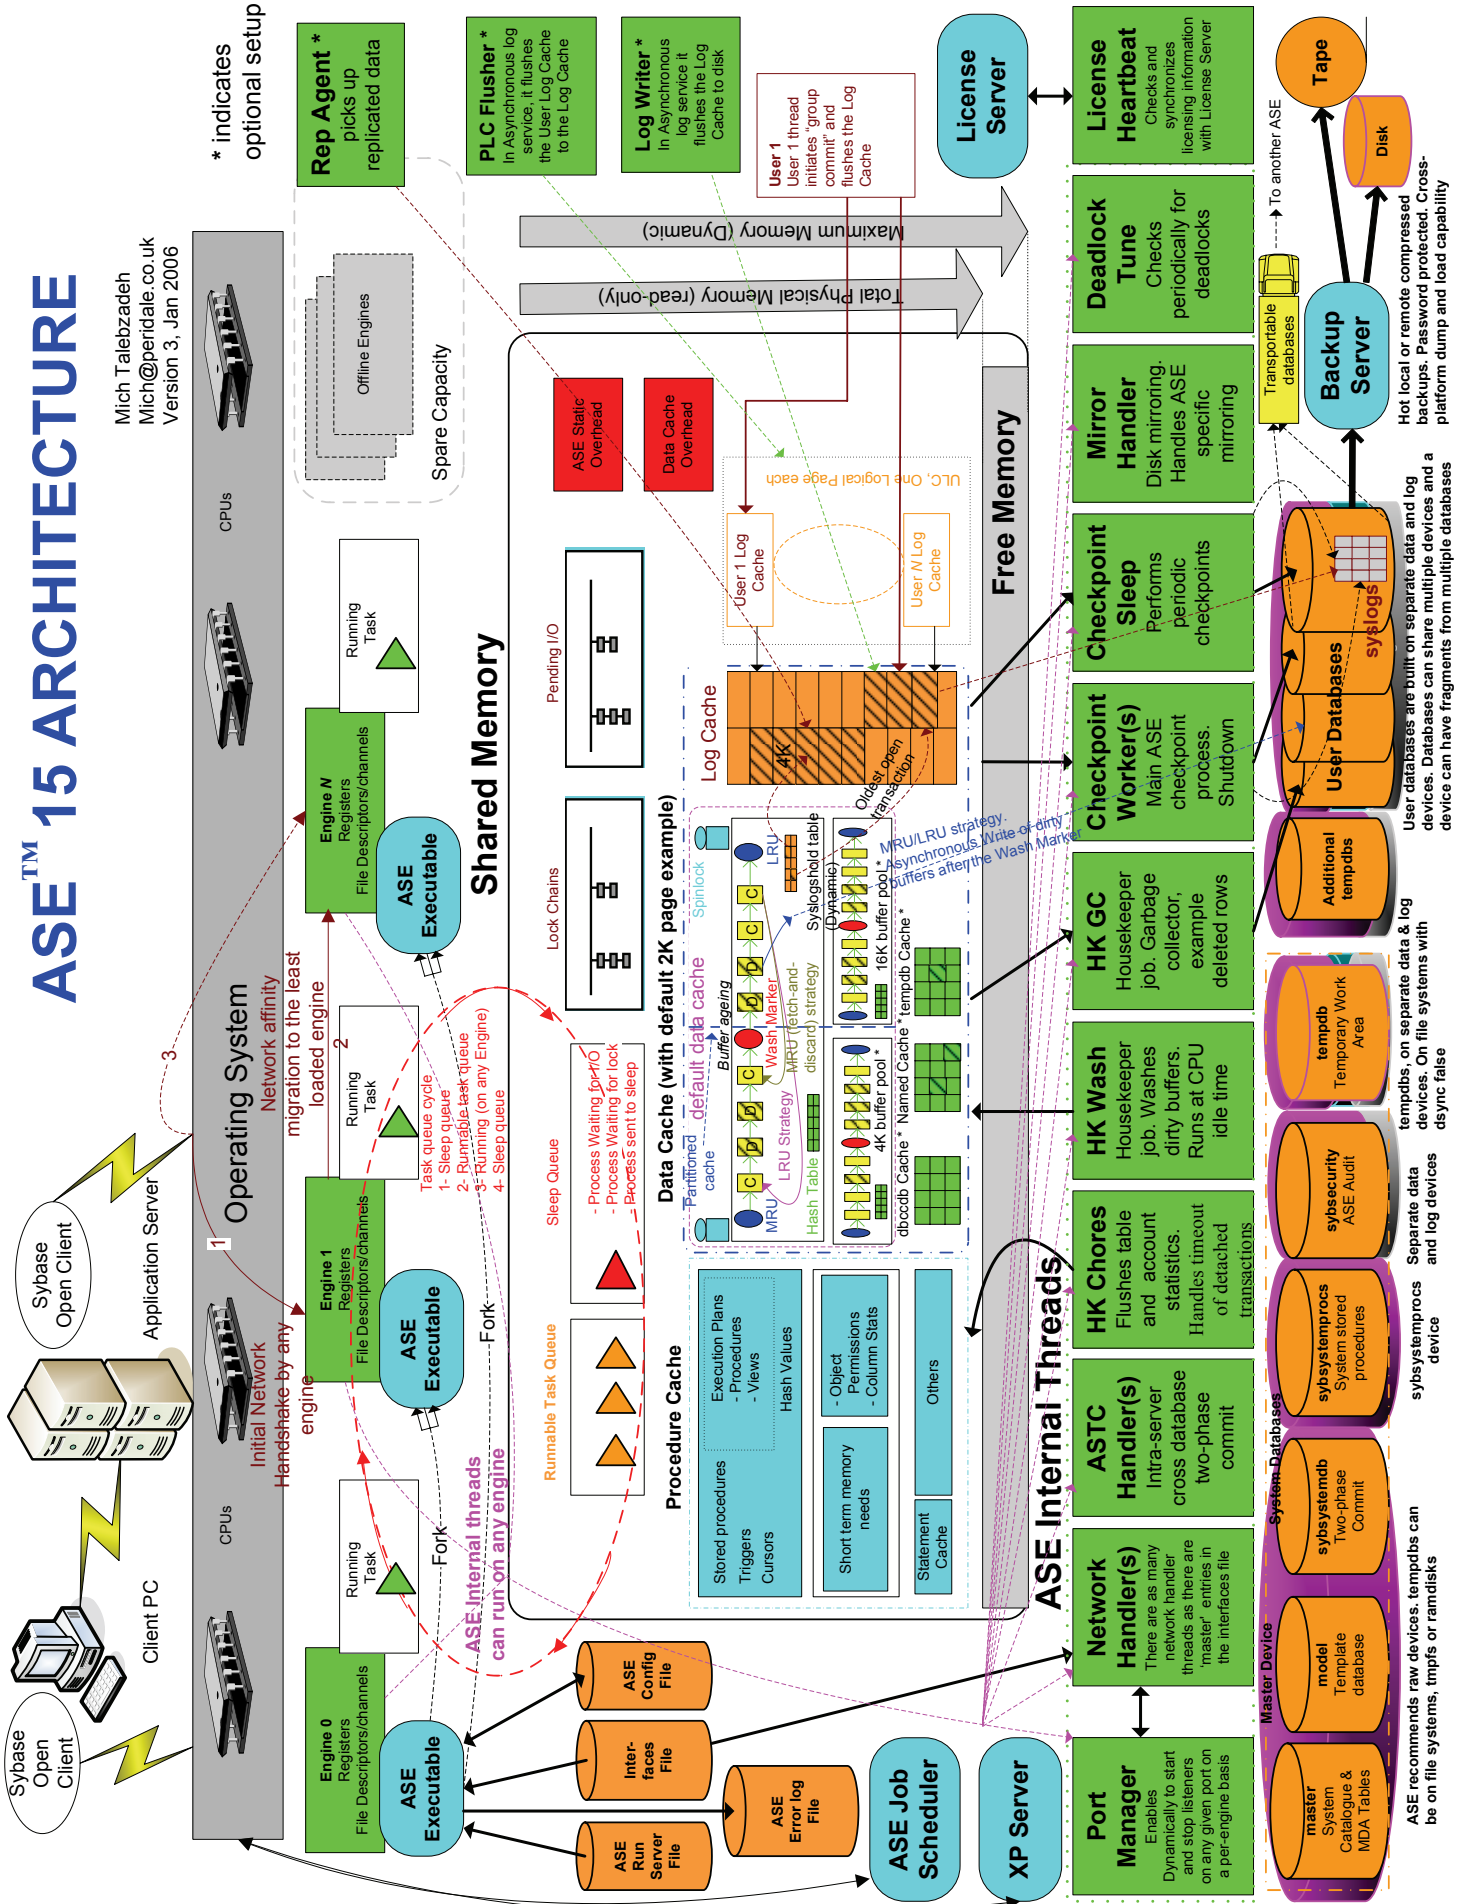 ASE™ 15 ARCHITECTURE
Mich Talebzadeh
Mich@peridale.co.uk
Version 3, Jan 2006
* indicates
optional setup
Sybase
Open
Client
Client PC
Sybase
Open Client
Application Server
CPUs
Operating System
CPUs
1
3
Initial Network
Handshake by any
engine
Network affinity
migration to the least
loaded engine
2
Engine 0
Registers
File Descriptors/channels
ASE
Executable
Running
Task
Engine 1
Registers
File Descriptors/channels
ASE
Executable
Running
Task
Engine N
Registers
File Descriptors/channels
ASE
Executable
Running
Task
Fork
Fork
Offline Engines
Spare Capacity
Rep Agent *
picks up
replicated data
PLC Flusher *
In Asynchronous log
service, it flushes
the User Log Cache
to the Log Cache
Log Writer *
In Asynchronous
log service it
flushes the Log
Cache to disk
User 1
User 1 thread
initiates “group
commit” and
flushes the Log
Cache
License
Server
ASE Internal threads
can run on any engine
Task queue cycle
1- Sleep queue
2- Runnable task queue
3- Running (on any Engine)
4- Sleep queue
ASE
Run
Server
File
Inter-
faces
File
ASE
Config
File
ASE
Error log
File
ASE Job
Scheduler
XP Server
Shared Memory
Runnable Task Queue
Sleep Queue
- Process Waiting for I/O
- Process Waiting for lock
- Process sent to sleep
Lock Chains
Pending I/O
ASE Static
Overhead
Data Cache
Overhead
Total Physical Memory (read-only)
Maximum Memory (Dynamic)
Procedure Cache
Stored procedures
Triggers
Cursors
Execution Plans
- Procedures
- Views
Hash Values
Short term memory
needs
- Object
Permissions
- Column Stats
Statement
Cache
Others
Data Cache (with default 2K page example)
Partitioned
cache
default data cache
Spinlock
Buffer ageing
MRU
C
D
D
C
D
D
C
C
LRU
LRU Strategy
Wash Marker
MRU (fetch-and-
discard) strategy
Hash Table
Syslogshold table
(Dynamic)
4K buffer pool *
16K buffer pool *
dbccdb Cache *
Named Cache *
tempdb Cache *
MRU/LRU strategy.
Asynchronous Write of dirty
buffers after the Wash Marker
Log Cache
4K
Oldest open
transaction
User 1 Log
Cache
User N Log
Cache
ULC, One Logical Page each
Free Memory
ASE Internal Threads
Port
Manager
Enables
Dynamically to start
and stop listeners
on any given port on
a per-engine basis
Network
Handler(s)
There are as many
network handler
threads as there are
‘master’ entries in
the interfaces file
ASTC
Handler(s)
Intra-server
cross database
two-phase
commit
HK Chores
Flushes table
and account
statistics.
Handles timeout
of detached
transactions
HK Wash
Housekeeper
job. Washes
dirty buffers.
Runs at CPU
idle time
HK GC
Housekeeper
job. Garbage
collector,
example
deleted rows
Checkpoint
Worker(s)
Main ASE
checkpoint
process.
Shutdown
Checkpoint
Sleep
Performs
periodic
checkpoints
Mirror
Handler
Disk mirroring.
Handles ASE
specific
mirroring
Deadlock
Tune
Checks
periodically for
deadlocks
License
Heartbeat
Checks and
synchronizes
licensing information
with License Server
Master Device
System Databases
master
System
Catalogue &
MDA Tables
model
Template
database
sybsystemdb
Two-phase
Commit
sybsystemprocs
System stored
procedures
sybsecurity
ASE Audit
tempdb
Temporary Work
Area
Additional
tempdbs
User Databases
syslogs
Transportable
databases
To another ASE
Backup
Server
Tape
Disk
ASE recommends raw devices. tempdbs can
be on file systems, tmpfs or ramdisks
sybsystemprocs
device
Separate data
and log devices
tempdbs, on separate data & log
devices. On file systems with
dsync false
User databases are built on separate data and log
devices. Databases can share multiple devices and a
device can have fragments from multiple databases
Hot local or remote compressed
backups. Password protected. Cross-
platform dump and load capability